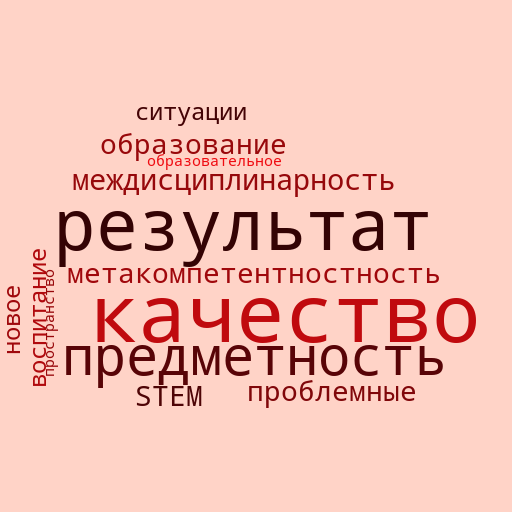 ситуации
образование
образовательное
междисциплинарность
результат
метакомпетентностность
качество
предметность
STEM
проблемные
новое
воспитание
пространство